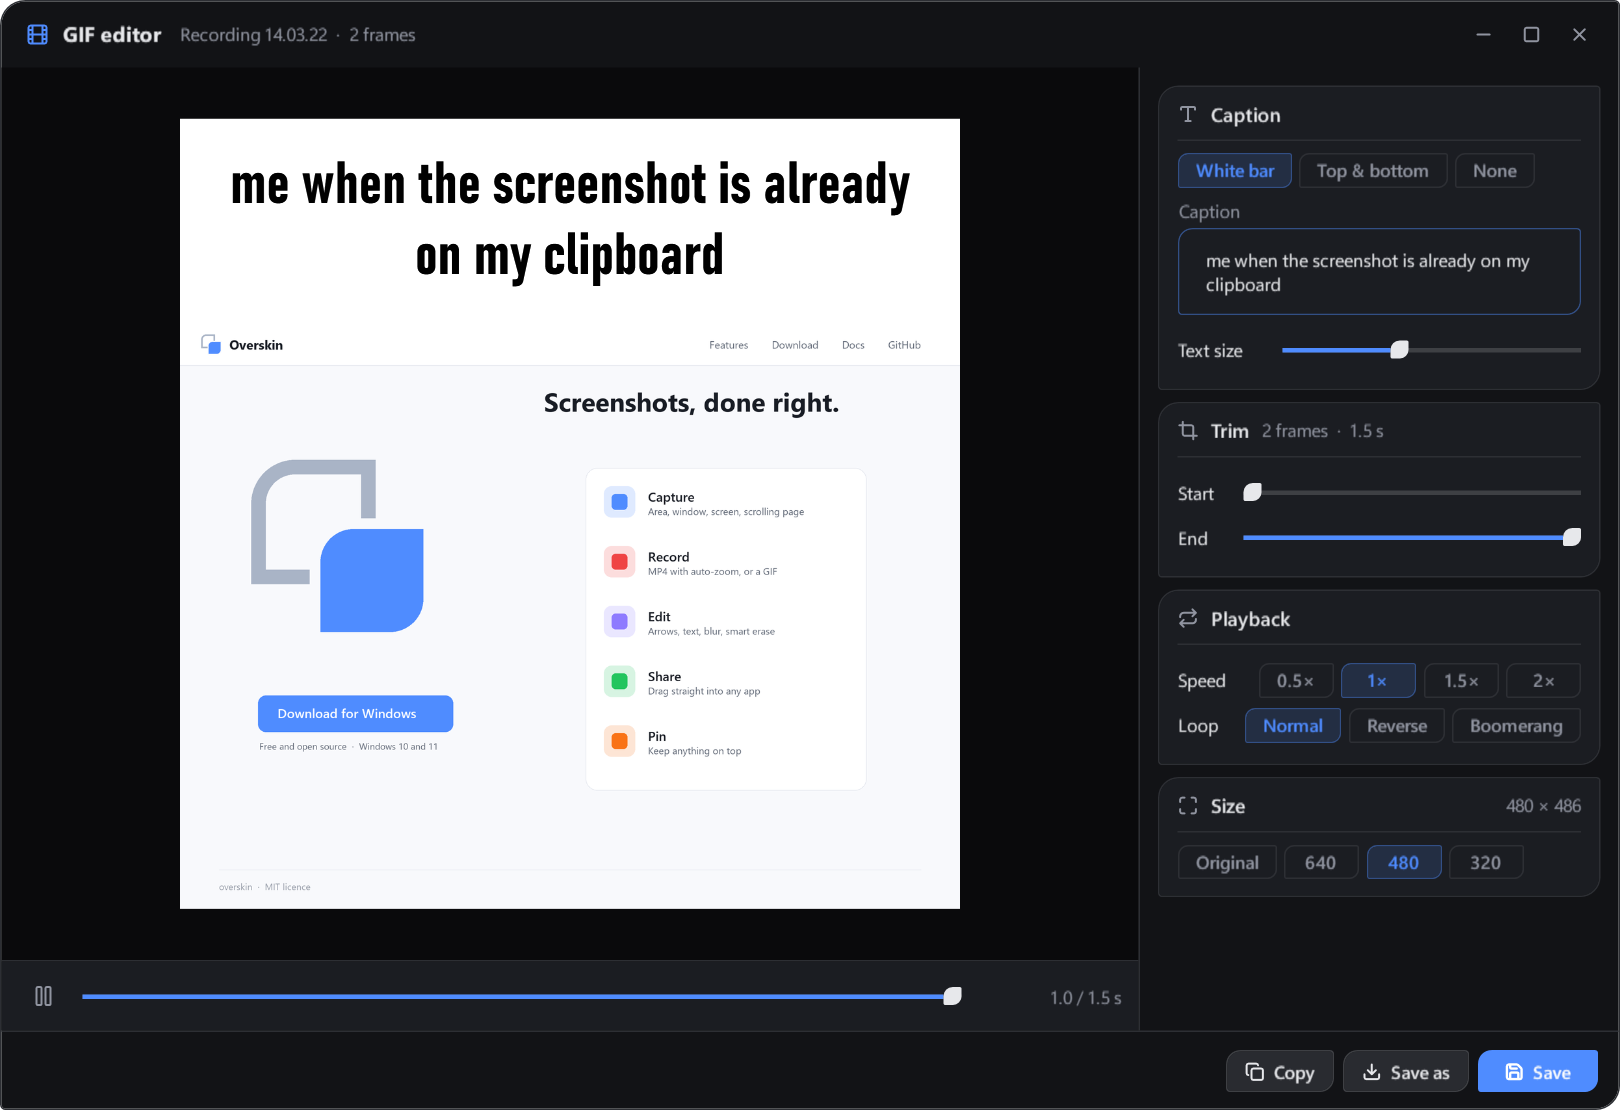 GIF editor
Recording 14.03.22 · 2 frames
me when the screenshot is already
on my clipboard
Overskin
Features
Download
Docs
GitHub
Screenshots, done right.
Capture
Area, window, screen, scrolling page
Record
MP4 with auto-zoom, or a GIF
Edit
Arrows, text, blur, smart erase
Share
Drag straight into any app
Pin
Keep anything on top
Download for Windows
Free and open source · Windows 10 and 11
overskin · MIT licence
1.0 / 1.5 s
Caption
White bar
Top & bottom
None
Caption
me when the screenshot is already on my
clipboard
Text size
Trim 2 frames · 1.5 s
Start
End
Playback
Speed
0.5×
1×
1.5×
2×
Loop
Normal
Reverse
Boomerang
Size
480 × 486
Original
640
480
320
Copy
Save as
Save